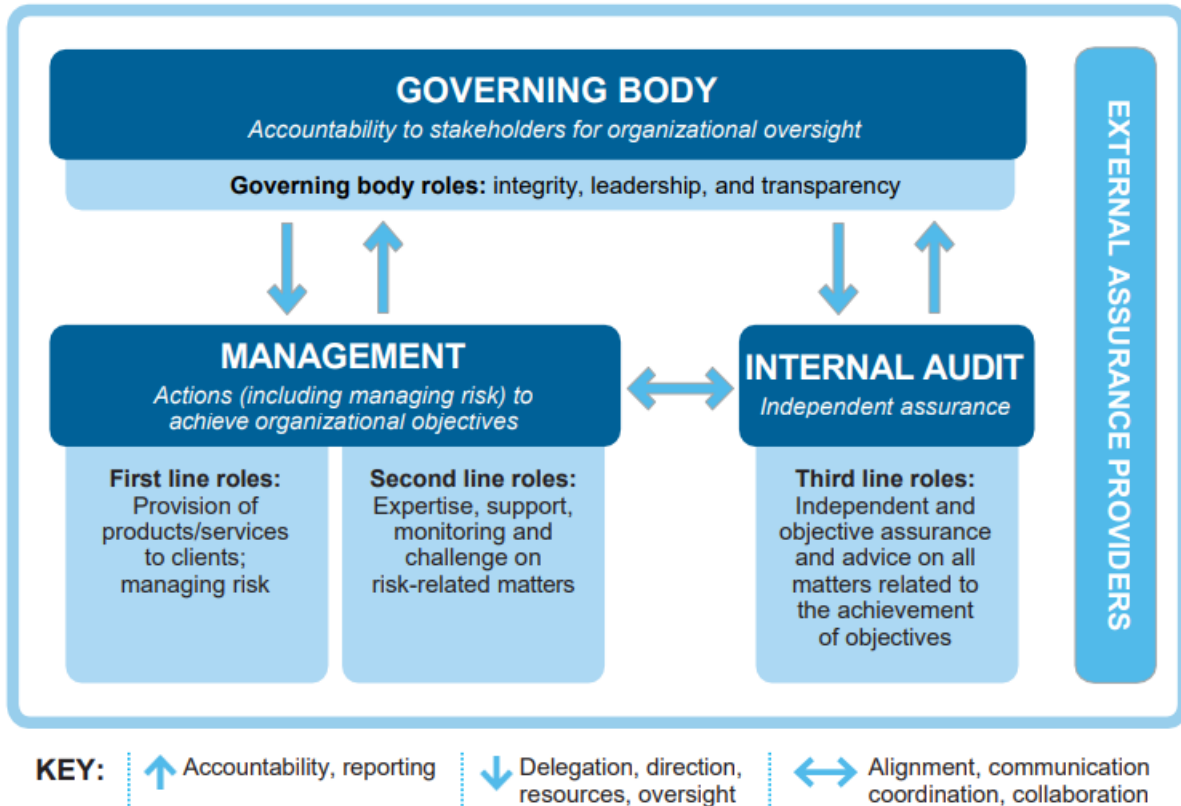 GOVERNING BODY
Accountability to stakeholders for organizational oversight
Governing body roles: integrity, leadership, and transparency
MANAGEMENT
Actions (including managing risk) to
achieve organizational objectives
First line roles:
Provision of
products/services
to clients;
managing risk
Second line roles:
Expertise, support,
monitoring and
challenge on
risk-related matters
INTERNAL AUDIT
Independent assurance
Third line roles:
Independent and
objective assurance
and advice on all
matters related to
the achievement
of objectives
EXTERNAL ASSURANCE PROVIDERS
KEY:
Accountability, reporting
Delegation, direction,
resources, oversight
Alignment, communication
coordination, collaboration